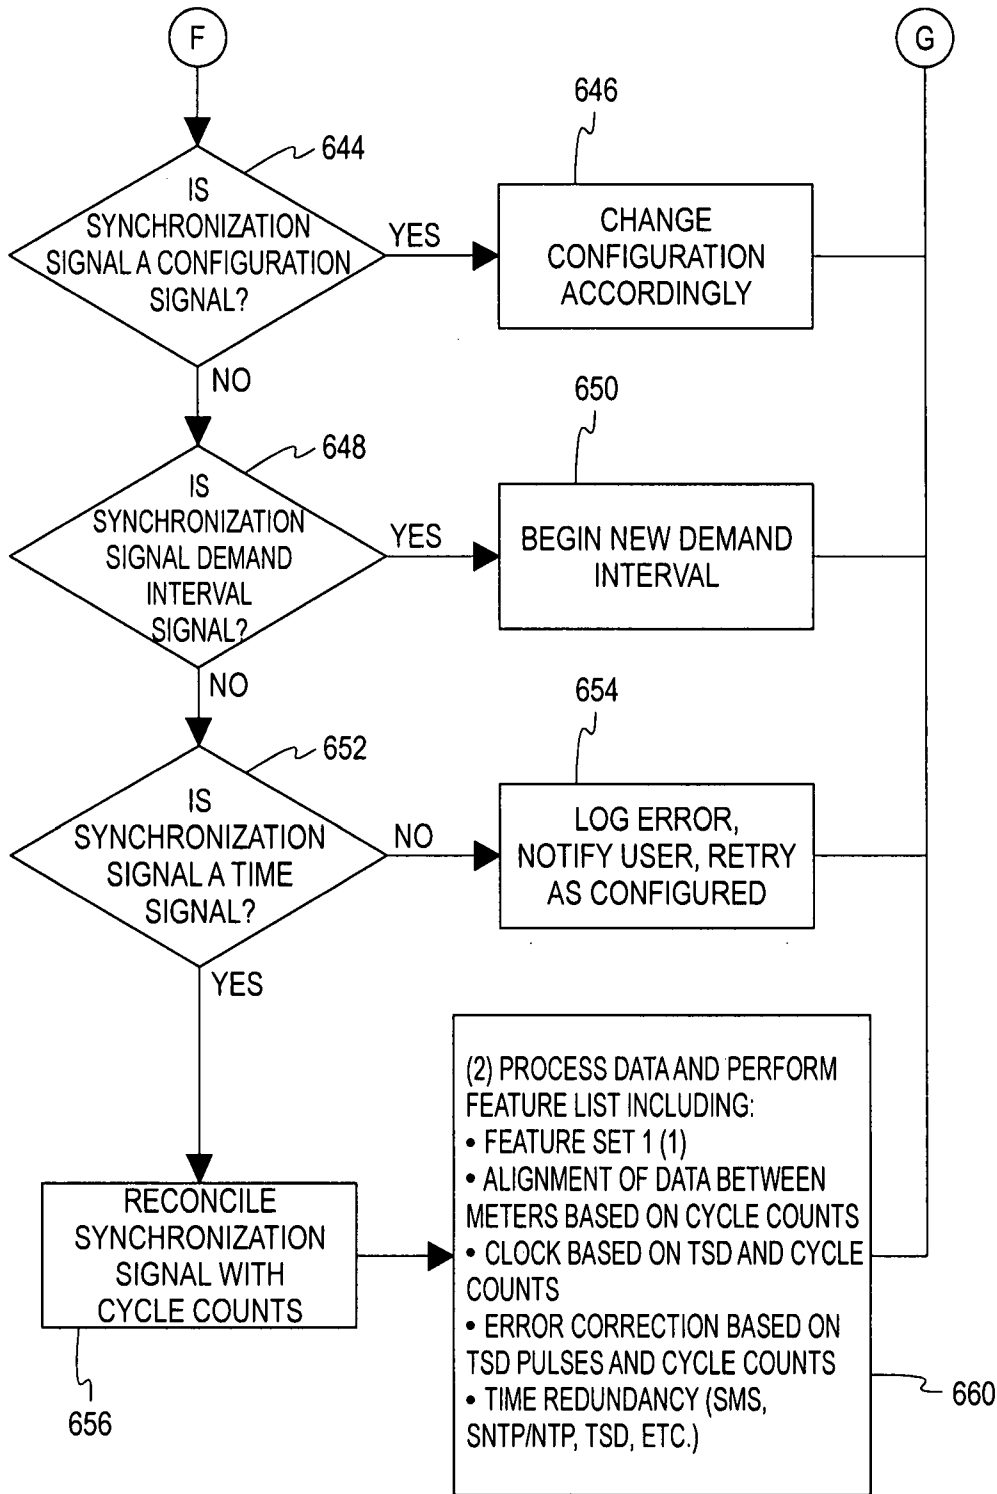 F
G
644
646
IS
SYNCHRONIZATION
SIGNAL A CONFIGURATION
SIGNAL?
YES
CHANGE
CONFIGURATION
ACCORDINGLY
NO
648
650
IS
SYNCHRONIZATION
SIGNAL DEMAND
INTERVAL
SIGNAL?
YES
BEGIN NEW DEMAND
INTERVAL
NO
652
654
IS
SYNCHRONIZATION
SIGNAL A TIME
SIGNAL?
NO
LOG ERROR,
NOTIFY USER, RETRY
AS CONFIGURED
YES
RECONCILE
SYNCHRONIZATION
SIGNAL WITH
CYCLE COUNTS
656
(2) PROCESS DATA AND PERFORM
FEATURE LIST INCLUDING:
• FEATURE SET 1 (1)
• ALIGNMENT OF DATA BETWEEN
METERS BASED ON CYCLE COUNTS
• CLOCK BASED ON TSD AND CYCLE
COUNTS
• ERROR CORRECTION BASED ON
TSD PULSES AND CYCLE COUNTS
• TIME REDUNDANCY (SMS,
SNTP/NTP, TSD, ETC.)
660